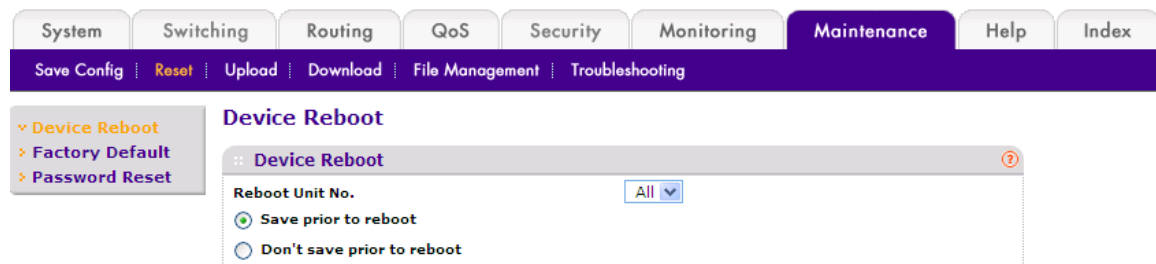 System Switching Routing QoS Security Monitoring Maintenance Help Index
Save Config Reset Upload Download File Management Troubleshooting
Device Reboot
Factory Default
Password Reset
Device Reboot
Device Reboot
?
Reboot Unit No. All
Save prior to reboot
Don't save prior to reboot